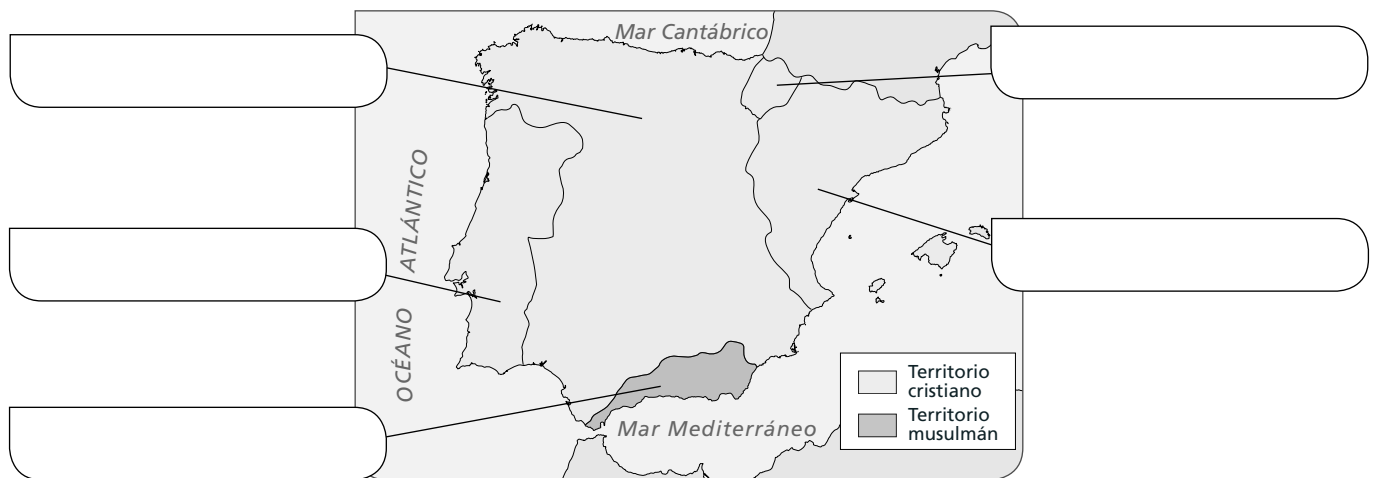 Mar Cantábrico
OCÉANO ATLÁNTICO
Territorio
cristiano
Territorio
musulmán
Mar Mediterráneo